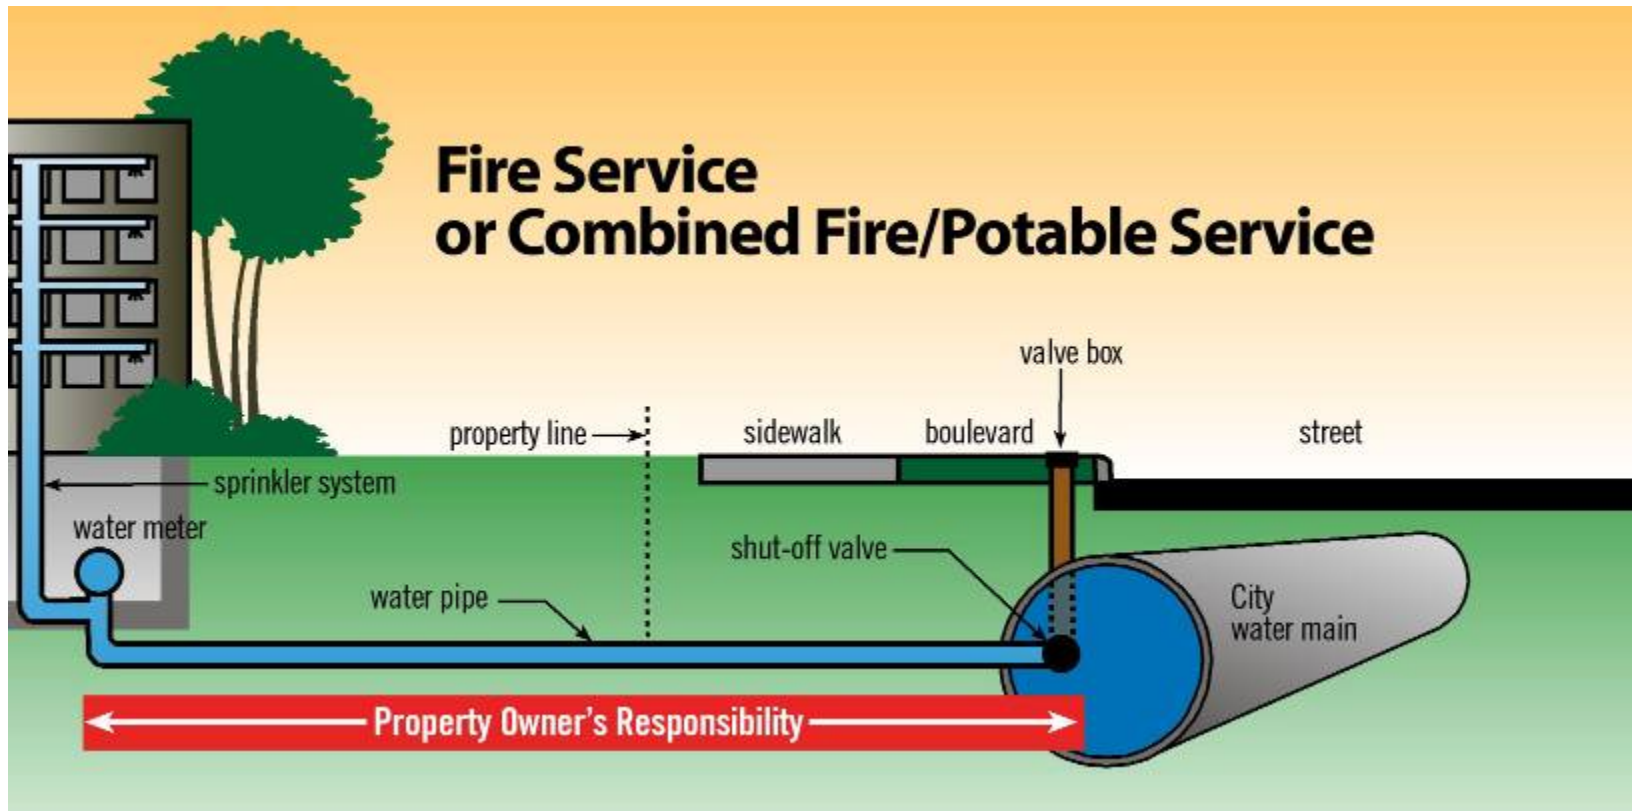 Fire Service
or Combined Fire/Potable Service
valve box
property line
sidewalk
boulevard
street
sprinkler system
water meter
shut-off valve
water pipe
City
water main
Property Owner’s Responsibility